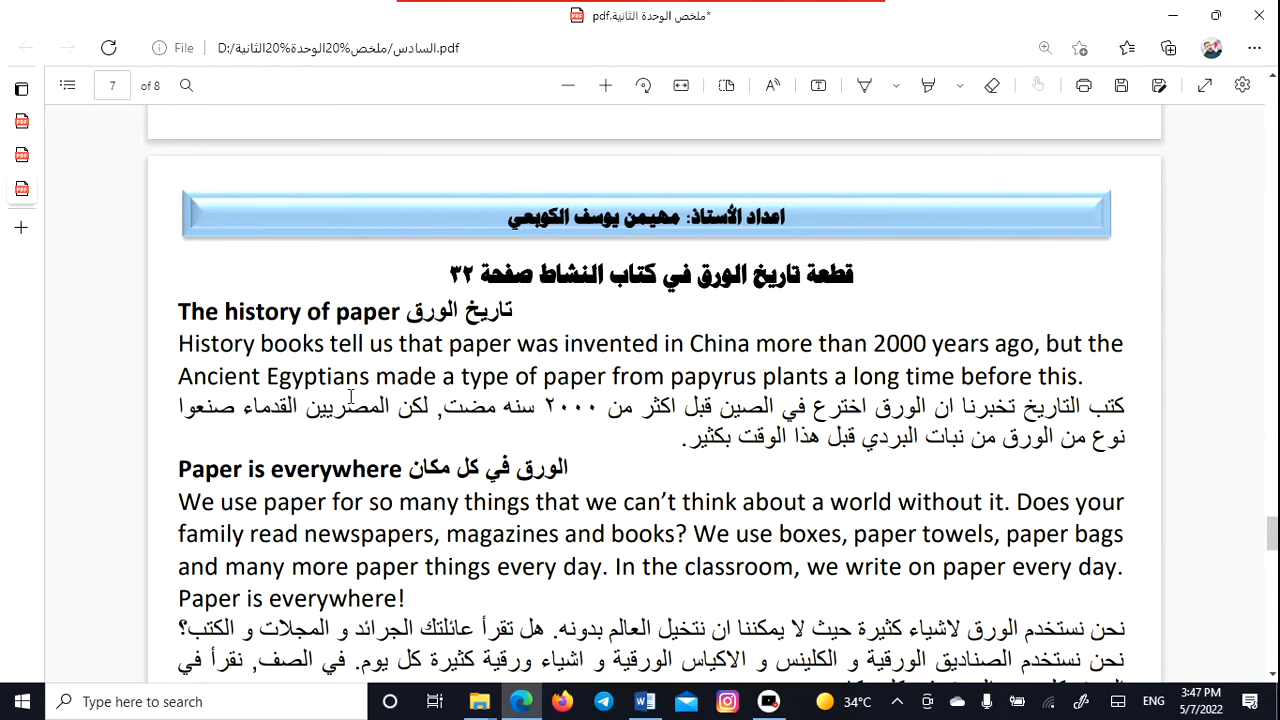 ملخص الوحدة الثانية.pdf*
File
D:/السادس/ملخص%20الوحدة%20الثانية.pdf
7 of 8
اعداد الأستاذ: مهيمن يوسف الكوبعي
قطعة تاريخ الورق في كتاب النشاط صفحة ٣٢
The history of paper تاريخ الورق
History books tell us that paper was invented in China more than 2000 years ago, but the
Ancient Egyptians made a type of paper from papyrus plants a long time before this.
كتب التاريخ تخبرنا ان الورق اخترع في الصين قبل اكثر من ٢٠٠٠ سنه مضت, لكن المصريين القدماء صنعوا
نوع من الورق من نبات البردي قبل هذا الوقت بكثير.
Paper is everywhere الورق في كل مكان
We use paper for so many things that we can’t think about a world without it. Does your
family read newspapers, magazines and books? We use boxes, paper towels, paper bags
and many more paper things every day. In the classroom, we write on paper every day.
Paper is everywhere!
نحن نستخدم الورق لاشياء كثيرة حيث لا يمكننا ان نتخيل العالم بدونه. هل تقرأ عائلتك الجرائد و المجلات و الكتب؟
نحن نستخدم الصناديق الورقية و الكلينس و الاكياس الورقية و اشياء ورقية كثيرة كل يوم. في الصف, نقرأ في
Type here to search
34°C
ENG
3:47 PM
5/7/2022